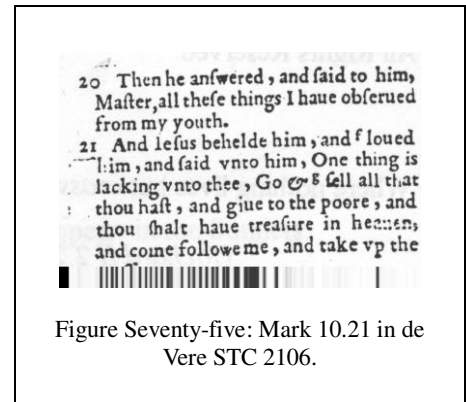 20 Then he anſwered , and ſaid to him,
Maſter,all theſe things I haue obſerued
from my youth.
21 And Ieſus behelde him , and f loued
him , and ſaid vnto him, One thing is
lacking vnto thee , Go & g ſell all that
thou haſt , and giue to the poore , and
thou ſhalt haue treaſure in heauen,
and come followe me , and take vp the
Figure Seventy-five: Mark 10.21 in de
Vere STC 2106.